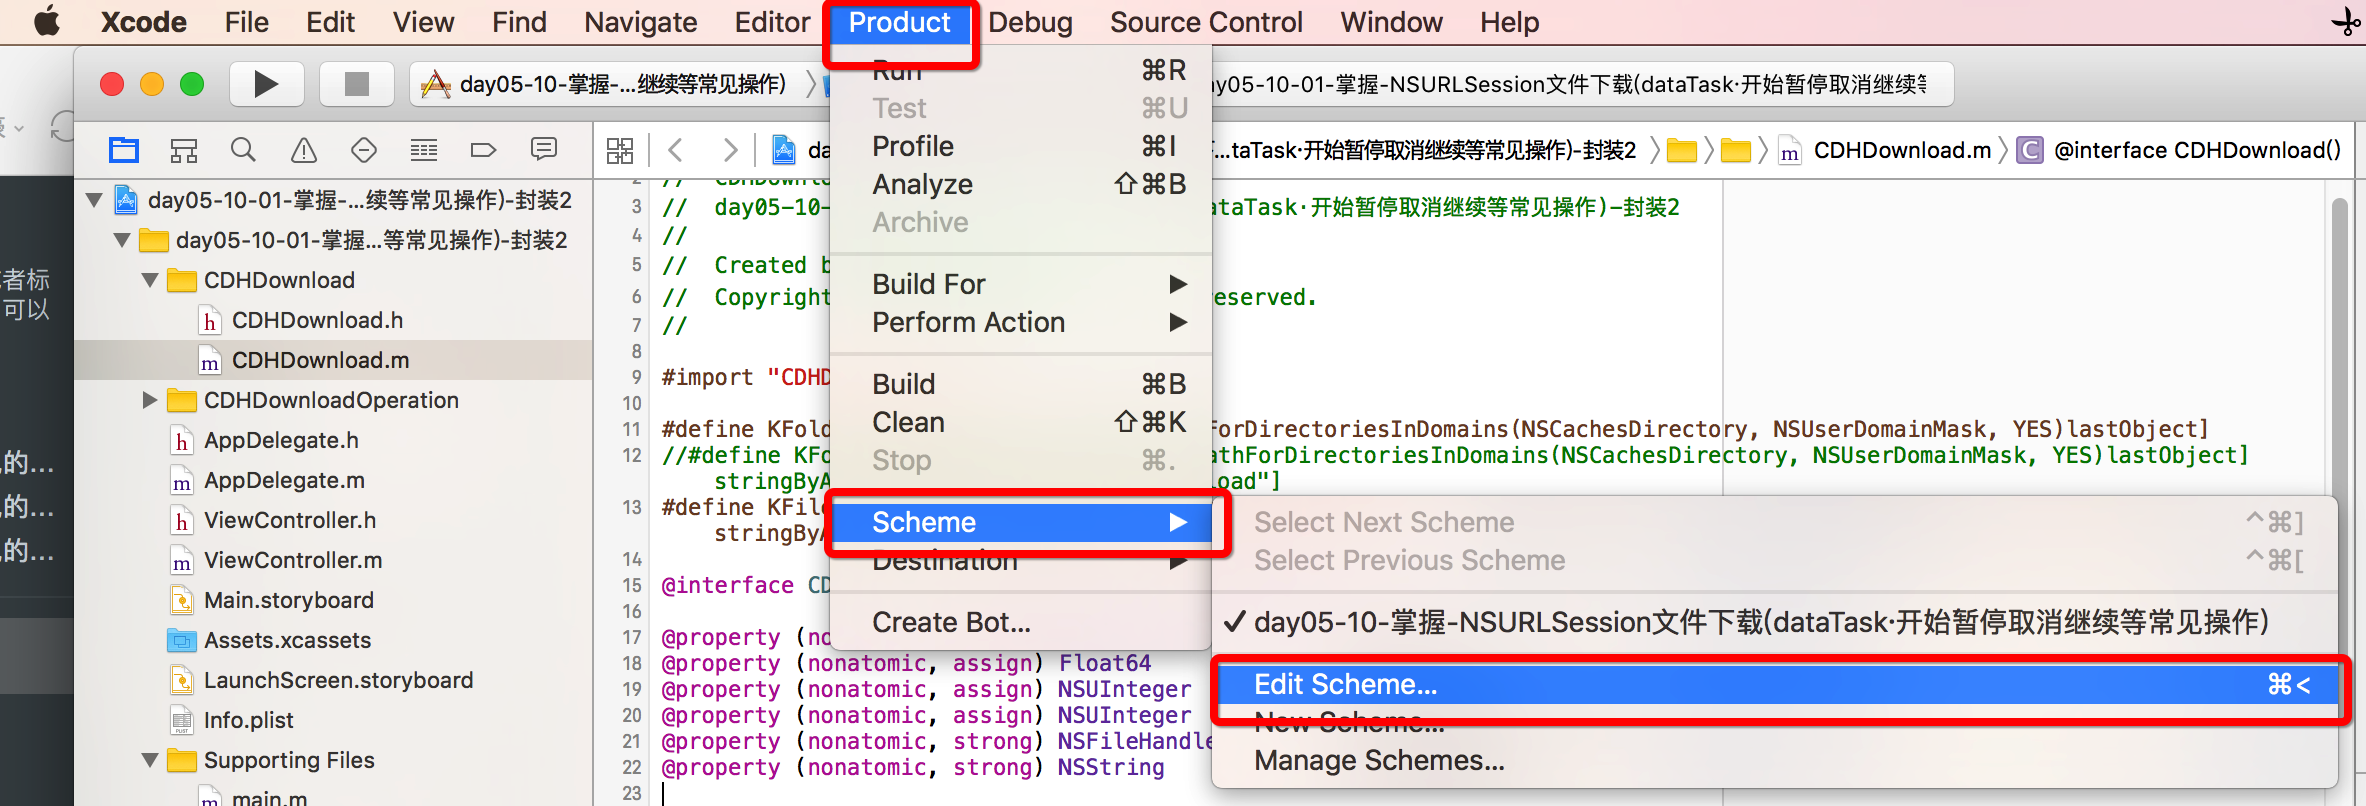 Xcode File Edit View Find Navigate Editor Product Debug Source Control Window Help
day05-10-掌握-...继续等常见操作)
y05-10-01-掌握-NSURLSession文件下载(dataTask·开始暂停取消继续等
da
...taTask·开始暂停取消继续等常见操作)-封装2 m CDHDownload.m C @interface CDHDownload()
者标
可以
的...
的...
的...
day05-10-01-掌握-...续等常见操作)-封装2
day05-10-01-掌握...等常见操作)-封装2
CDHDownload
h CDHDownload.h
m CDHDownload.m
CDHDownloadOperation
h AppDelegate.h
m AppDelegate.m
h ViewController.h
m ViewController.m
Main.storyboard
Assets.xcassets
LaunchScreen.storyboard
PLIST Info.plist
Supporting Files
m main.m
3 // day05-10- ataTask·开始暂停取消继续等常见操作)-封装2
4 //
5 // Created b
6 // Copyright eserved.
7 //
8
9 #import "CDHD
10
11 #define KFold ForDirectoriesInDomains(NSCachesDirectory, NSUserDomainMask, YES)lastObject]
12 //#define KFo athForDirectoriesInDomains(NSCachesDirectory, NSUserDomainMask, YES)lastObject]
stringByA oad"]
13 #define KFil
stringByA
14
15 @interface CD
16
17 @property (no
18 @property (nonatomic, assign) Float64
19 @property (nonatomic, assign) NSUInteger
20 @property (nonatomic, assign) NSUInteger
21 @property (nonatomic, strong) NSFileHandle
22 @property (nonatomic, strong) NSString
23
Run ⌘R
Test ⌘U
Profile ⌘I
Analyze ⇧⌘B
Archive
Build For ▶
Perform Action ▶
Build ⌘B
Clean ⇧⌘K
Stop ⌘.
Scheme ▶
Destination ▶
Create Bot...
Select Next Scheme ^⌘]
Select Previous Scheme ^⌘[
✓ day05-10-掌握-NSURLSession文件下载(dataTask·开始暂停取消继续等常见操作)
Edit Scheme... ⌘<
New Scheme...
Manage Schemes...